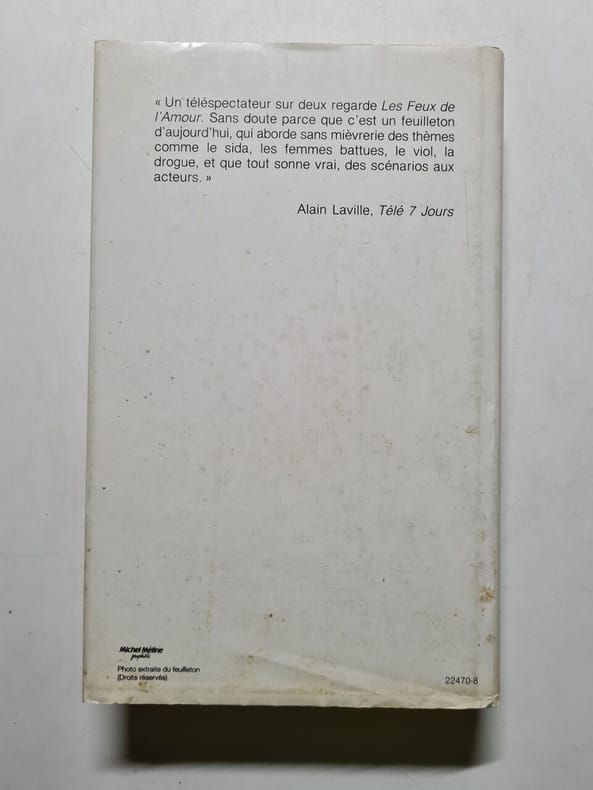 « Un téléspectateur sur deux regarde Les Feux de
l'Amour. Sans doute parce que c'est un feuilleton
d'aujourd'hui, qui aborde sans mièvrerie des thèmes
comme le sida, les femmes battues, le viol, la
drogue, et que tout sonne vrai, des scénarios aux
acteurs. »
Alain Laville, Télé 7 Jours
Michel Méline
Photo extraite du feuilleton
(Droits réservés)
22470-8